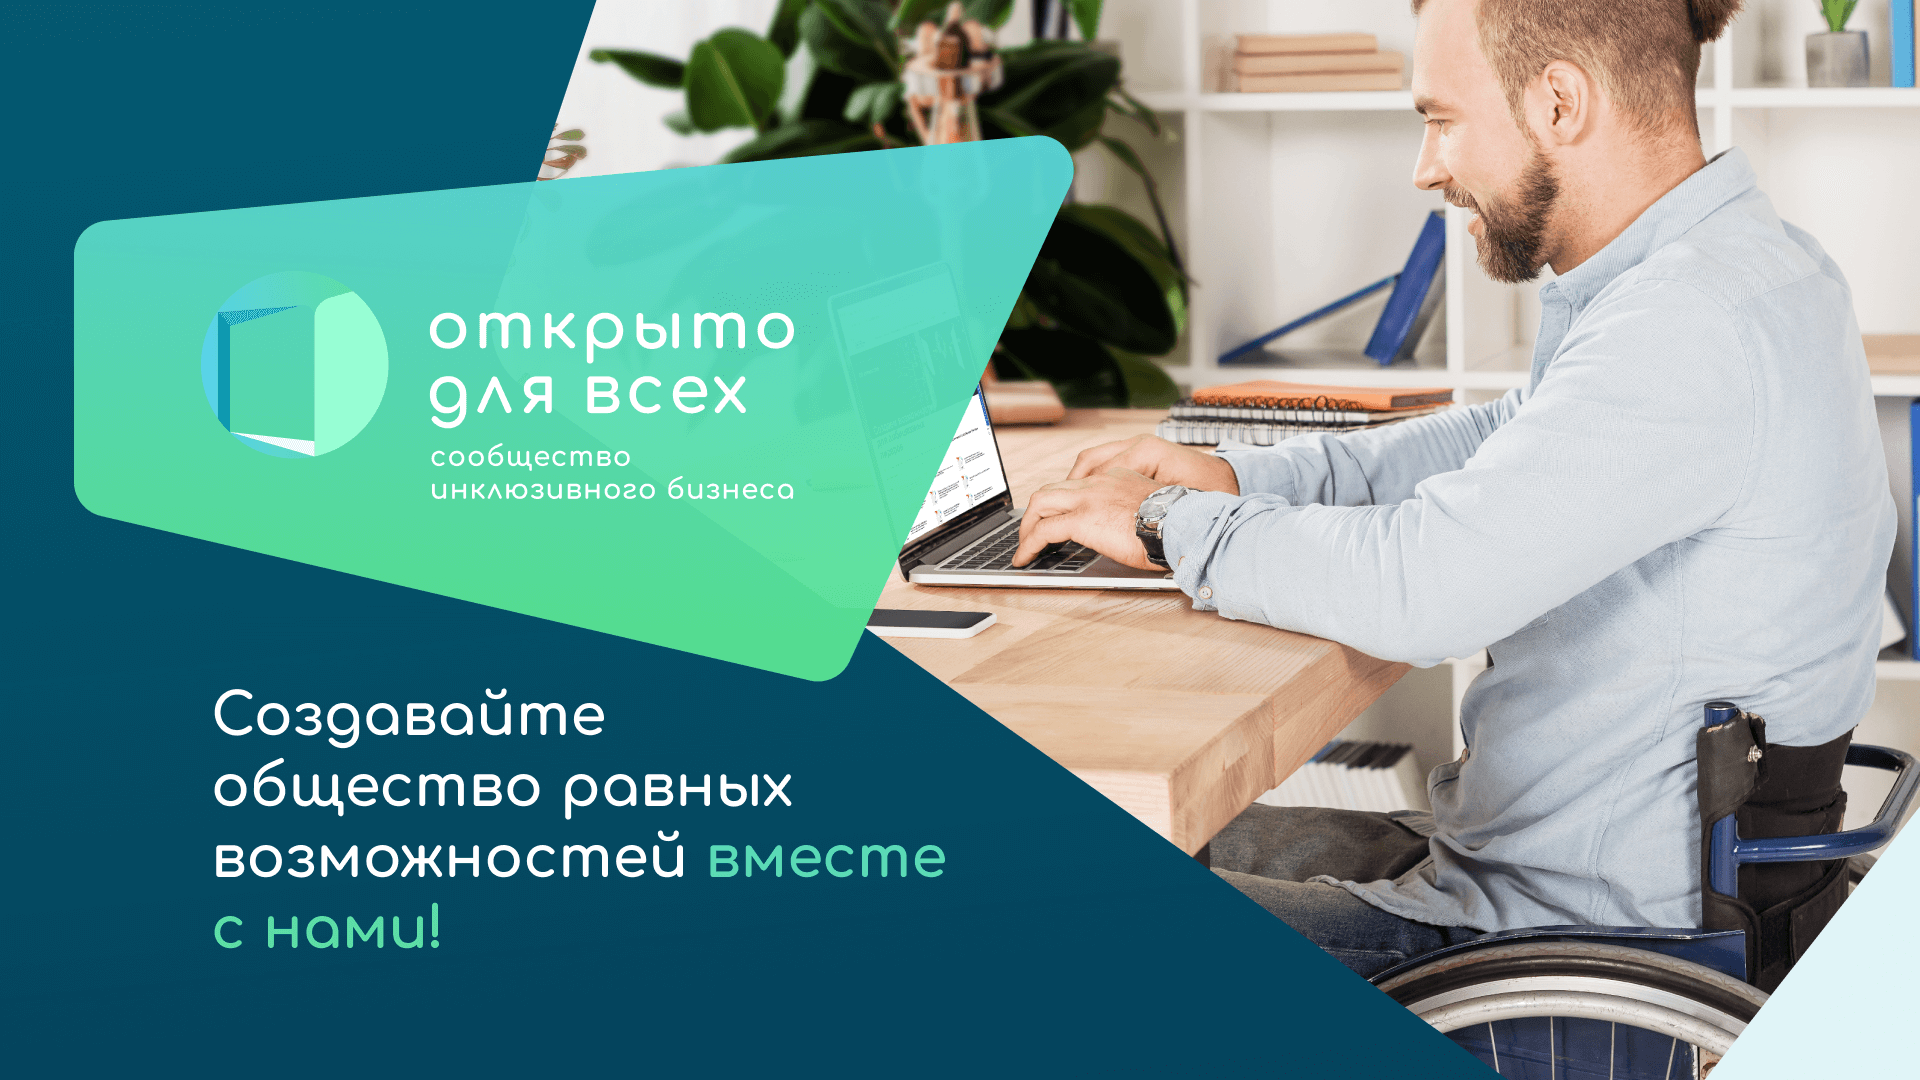 открыто
для всех
сообщество
инклюзивного бизнеса
Создавайте
общество равных
возможностей вместе
с нами!